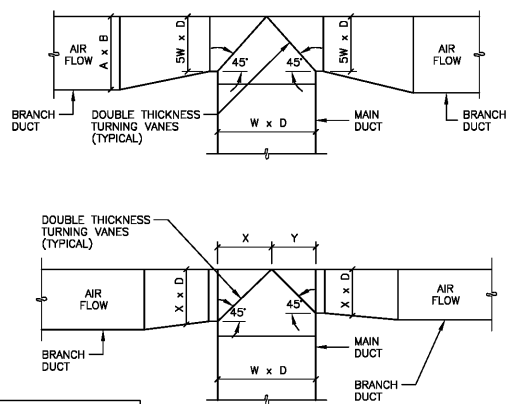 AIR
FLOW
A x B
5W x D
45°
45°
5W x D
AIR
FLOW
BRANCH
DUCT
DOUBLE THICKNESS
TURNING VANES
(TYPICAL)
W x D
MAIN
DUCT
BRANCH
DUCT
DOUBLE THICKNESS
TURNING VANES
(TYPICAL)
X
Y
AIR
FLOW
X x D
45°
45°
X x D
AIR
FLOW
BRANCH
DUCT
W x D
MAIN
DUCT
BRANCH
DUCT